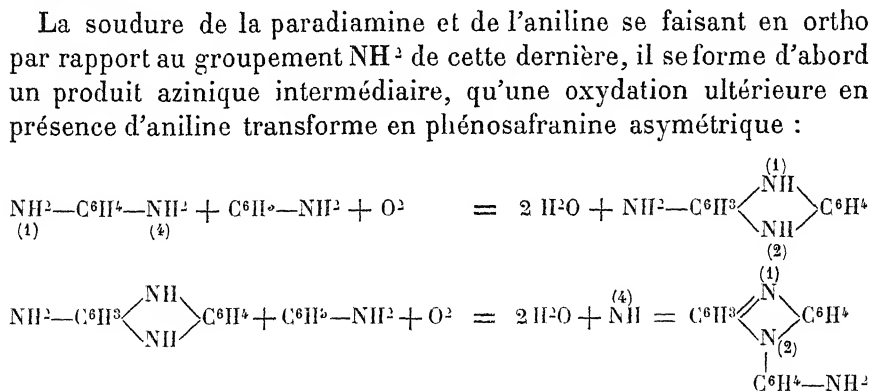 La soudure de la paradiamine et de l'aniline se faisant en ortho
par rapport au groupement NH² de cette dernière, il se forme d'abord
un produit azinique intermédiaire, qu'une oxydation ultérieure en
présence d'aniline transforme en phénosafranine asymétrique :
(1)
NH
NH²—C⁶H⁴—NH² + C⁶H⁵—NH² + O² = 2 H²O + NH²—C⁶H³ C⁶H⁴
(1) (4)
NH
(2)
(1)
NH (4) N
NH²—C⁶H³ C⁶H⁴ + C⁶H⁵—NH² + O² = 2 H²O + NH = C⁶H³ C⁶H⁴
NH N(2)
C⁶H⁴—NH²